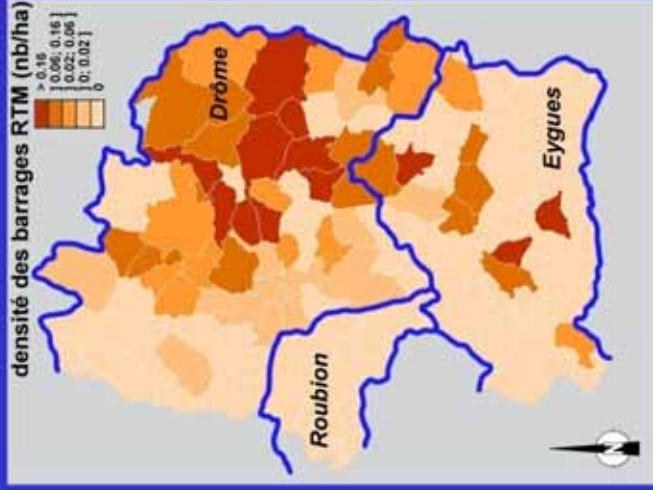 densité des barrages RTM (nb/ha)
> 0.16
] 0.06; 0.16 ]
] 0.02; 0.06 ]
] 0; 0.02 ]
0
Drôme
Roubion
Eygues
N